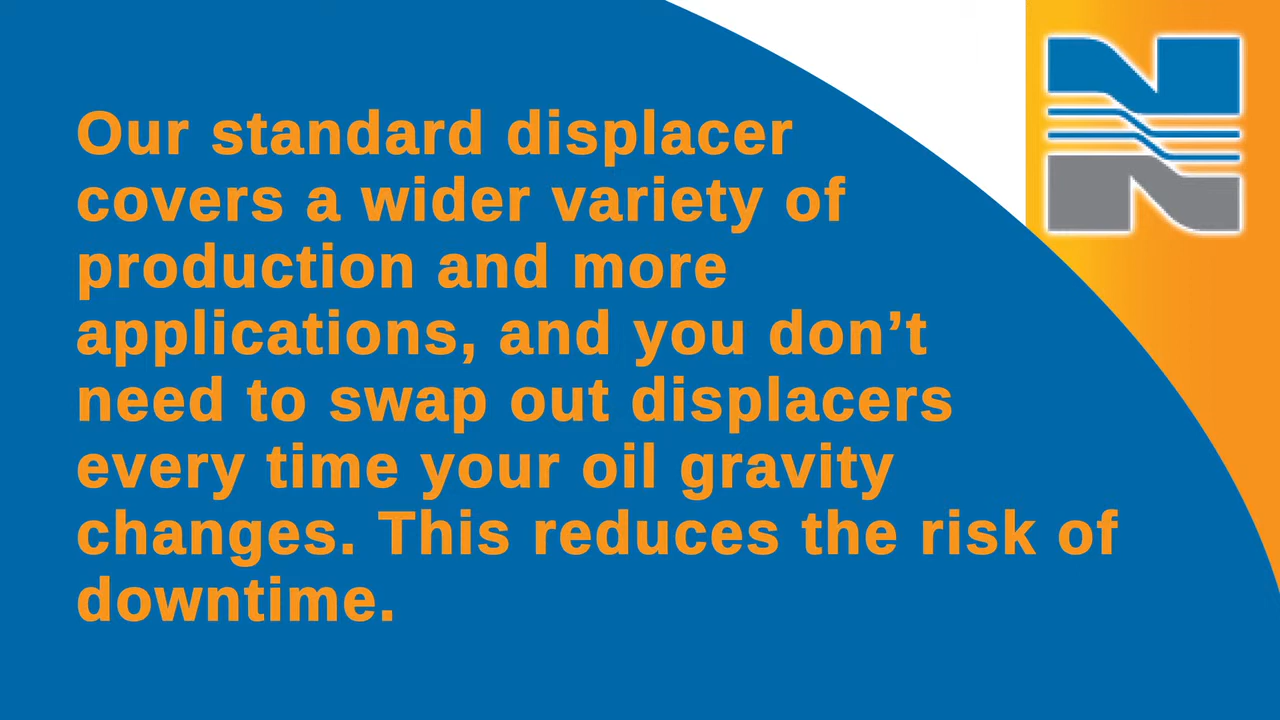 Our standard displacer
covers a wider variety of
production and more
applications, and you don’t
need to swap out displacers
every time your oil gravity
changes. This reduces the risk of
downtime.